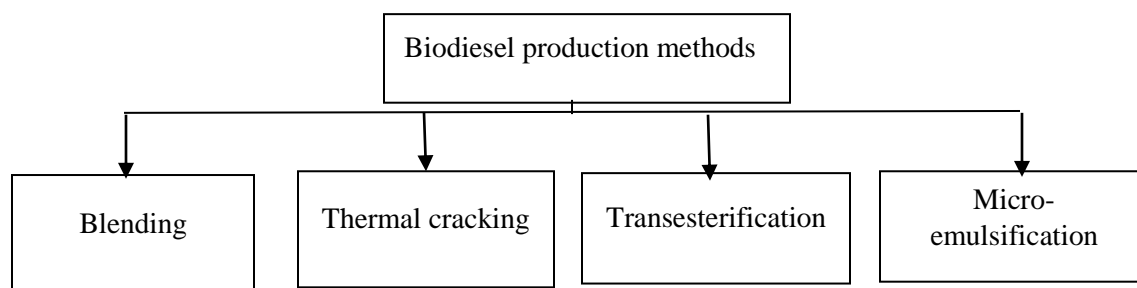 Biodiesel production methods
Blending
Thermal cracking
Transesterification
Micro-
emulsification